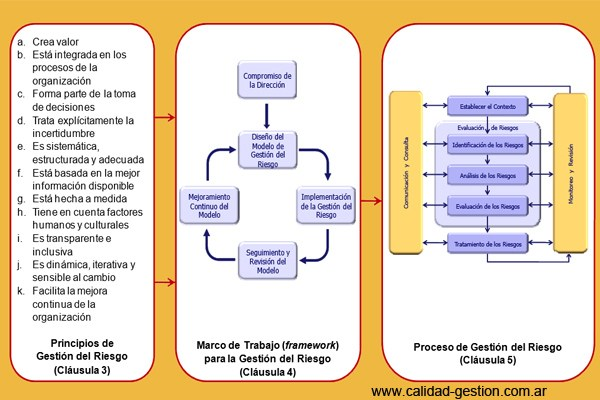 a. Crea valor
b. Está integrada en los
procesos de la
organización
c. Forma parte de la toma
de decisiones
d. Trata explícitamente la
incertidumbre
e. Es sistemática,
estructurada y adecuada
f. Está basada en la mejor
información disponible
g. Está hecha a medida
h. Tiene en cuenta factores
humanos y culturales
i. Es transparente e
inclusiva
j. Es dinámica, iterativa y
sensible al cambio
k. Facilita la mejora
continua de la
organización
Principios de
Gestión del Riesgo
(Cláusula 3)
Compromiso de
la Dirección
Diseño del
Modelo de
Gestión del
Riesgo
Mejoramiento
Continuo del
Modelo
Implementación
de la Gestión del
Riesgo
Seguimiento y
Revisión del
Modelo
Marco de Trabajo (framework)
para la Gestión del Riesgo
(Cláusula 4)
Comunicación y Consulta
Establecer el Contexto
Evaluación de Riesgos
Identificación de los Riesgos
Análisis de los Riesgos
Evaluación de los Riesgos
Tratamiento de los Riesgos
Monitoreo y Revisión
Proceso de Gestión del Riesgo
(Cláusula 5)
www.calidad-gestion.com.ar